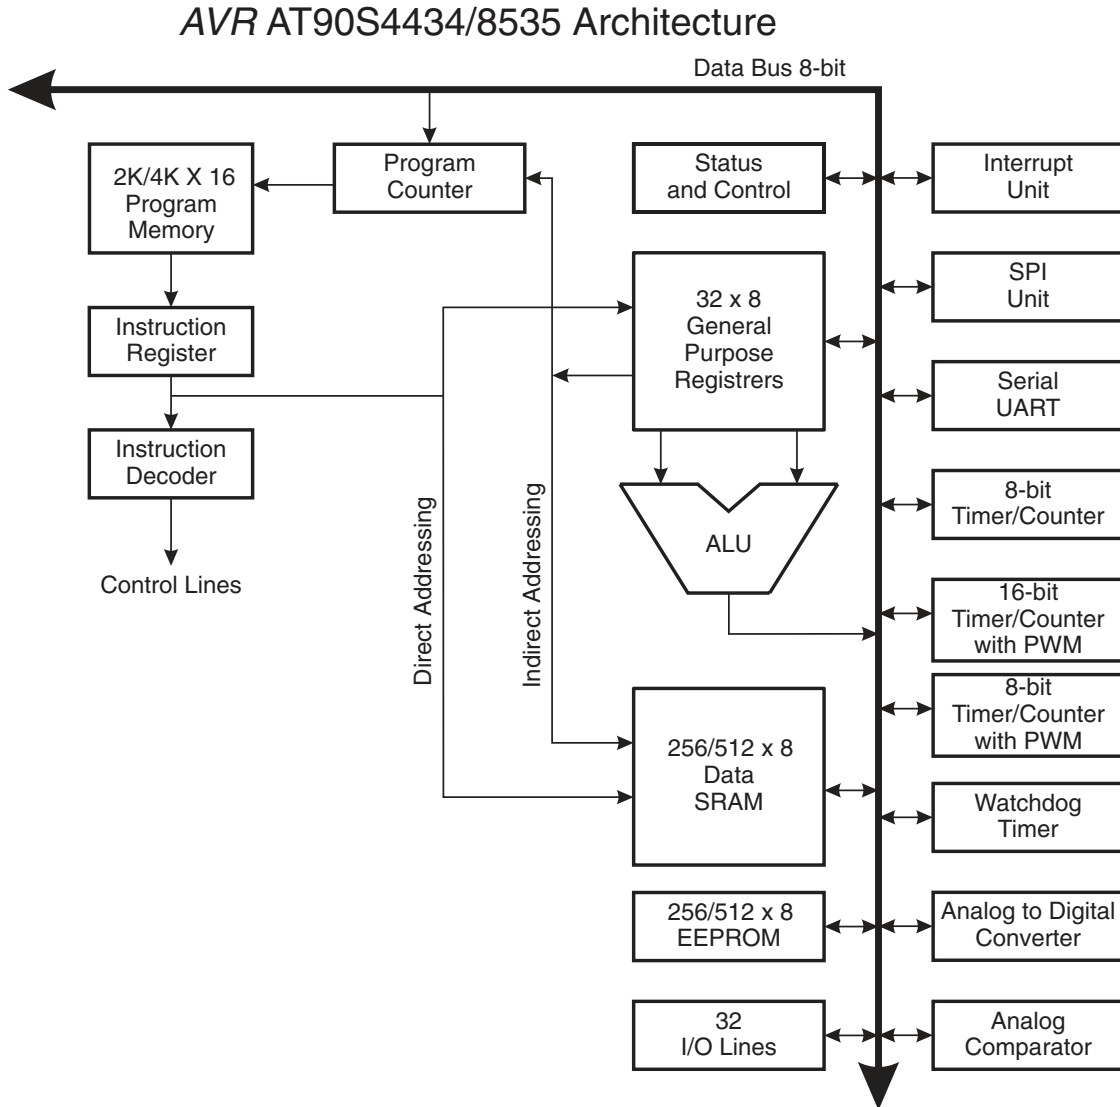 AVR AT90S4434/8535 Architecture
Data Bus 8-bit
2K/4K X 16
Program
Memory
Program
Counter
Status
and Control
Interrupt
Unit
32 x 8
General
Purpose
Registrers
SPI
Unit
Instruction
Register
Serial
UART
Instruction
Decoder
ALU
8-bit
Timer/Counter
Control Lines
Direct Addressing
Indirect Addressing
16-bit
Timer/Counter
with PWM
8-bit
Timer/Counter
with PWM
256/512 x 8
Data
SRAM
Watchdog
Timer
256/512 x 8
EEPROM
Analog to Digital
Converter
32
I/O Lines
Analog
Comparator